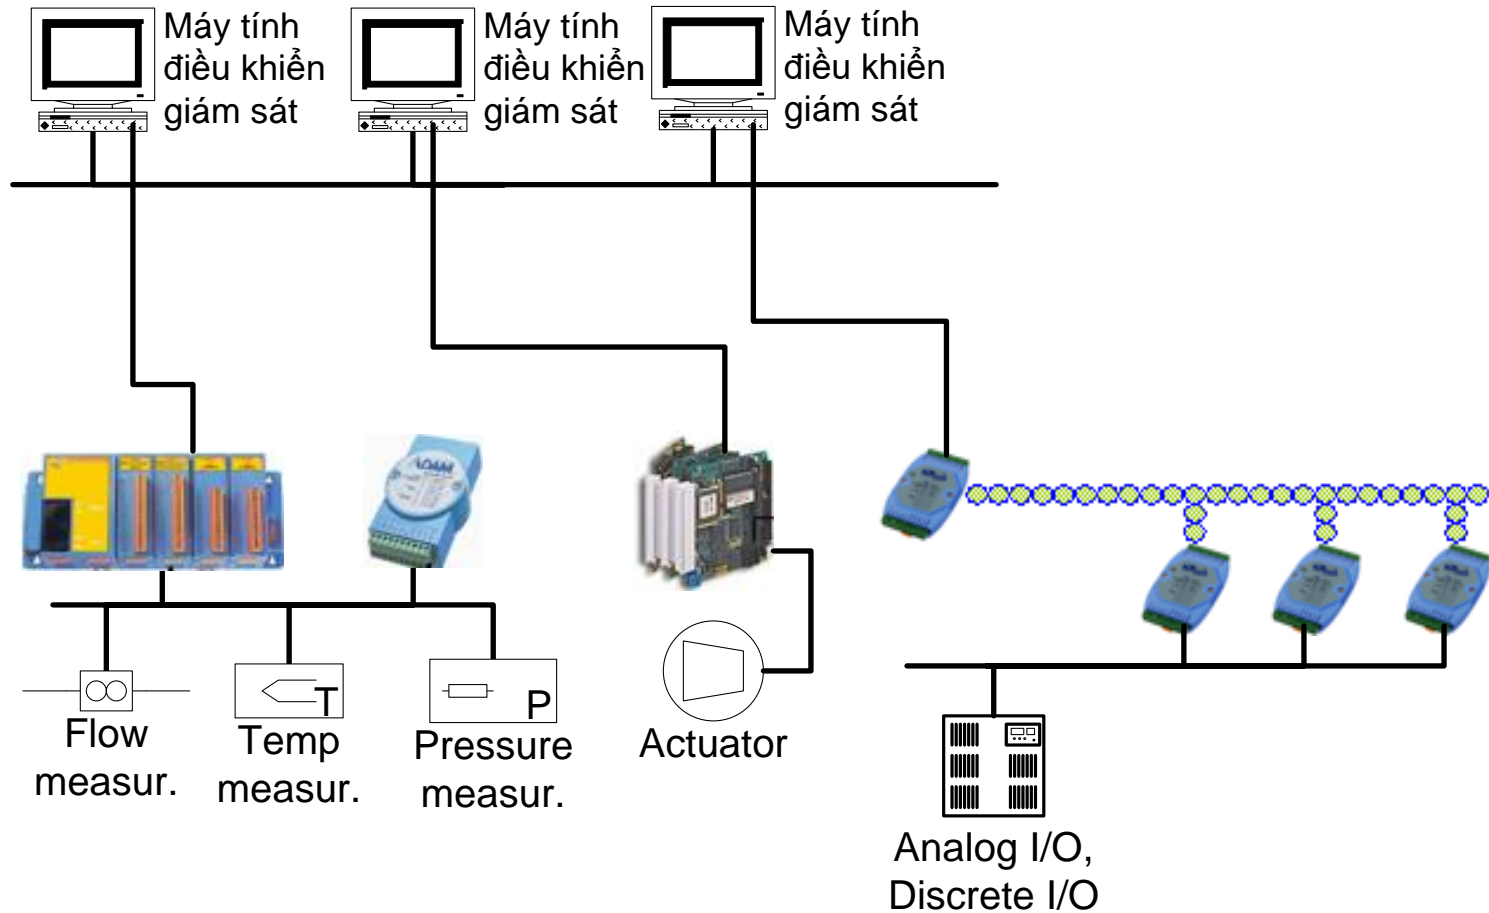 Máy tính
điều khiển
giám sát
Máy tính
điều khiển
giám sát
Máy tính
điều khiển
giám sát
ADAM
T
P
Flow
measur.
Temp
measur.
Pressure
measur.
Actuator
Analog I/O,
Discrete I/O